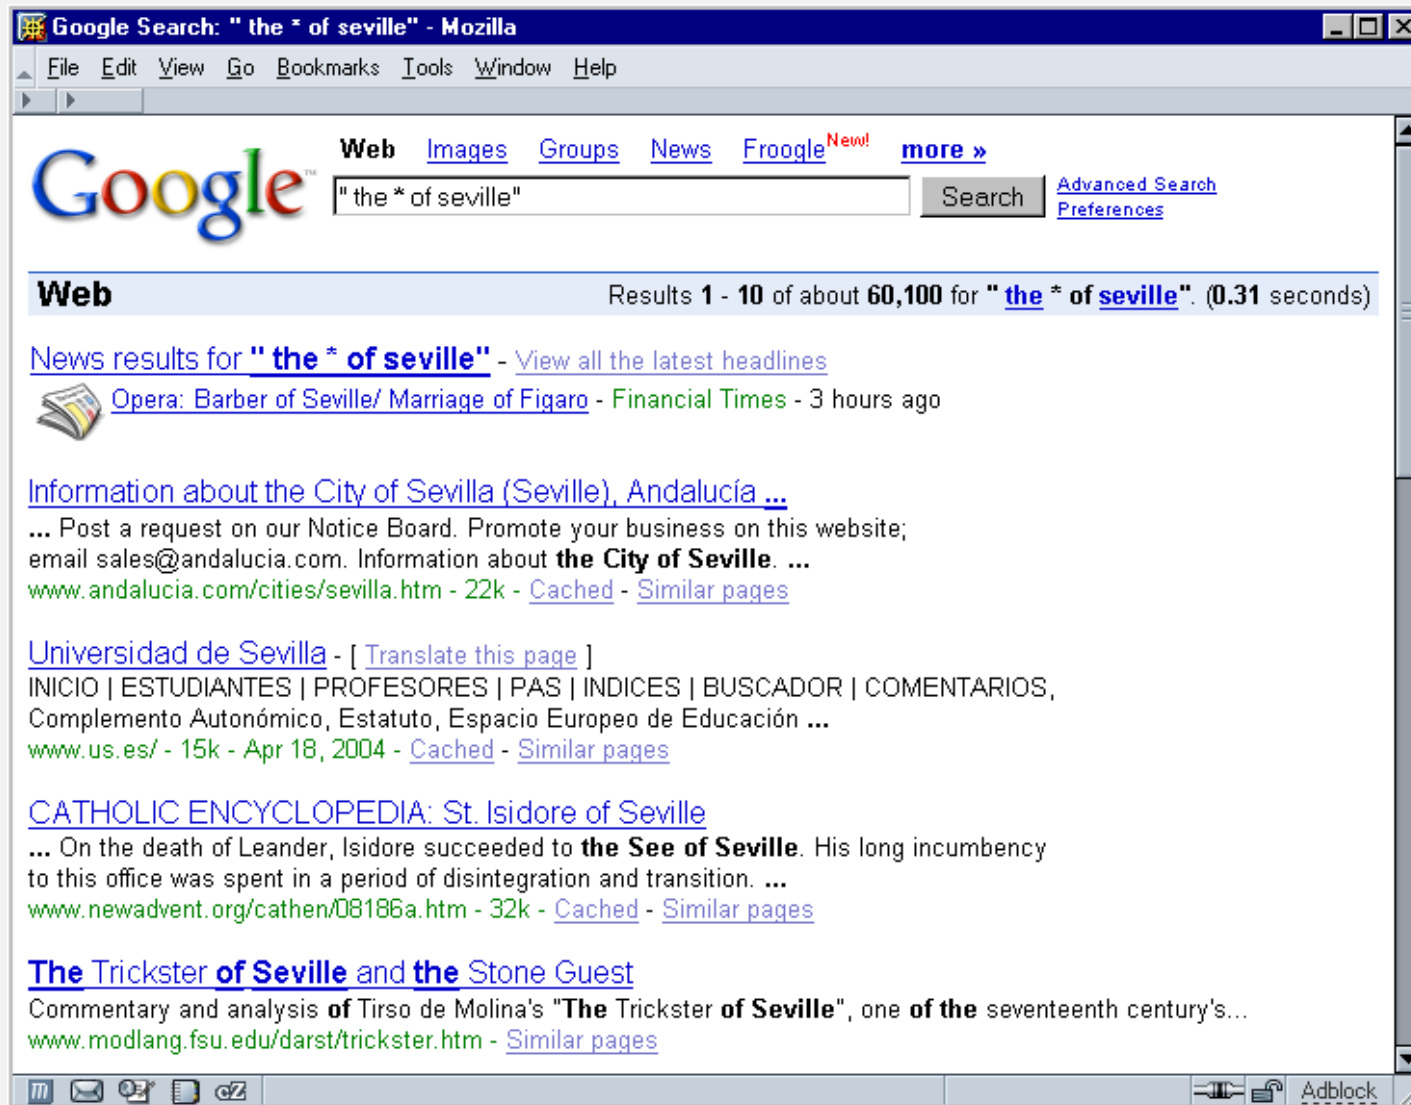 Google Search: " the * of seville" - Mozilla
File Edit View Go Bookmarks Tools Window Help
Web Images Groups News Froogle New! more »
Google™
" the * of seville" Search Advanced Search
Preferences
Web Results 1 - 10 of about 60,100 for " the * of seville". (0.31 seconds)
News results for " the * of seville" - View all the latest headlines
Opera: Barber of Seville/ Marriage of Figaro - Financial Times - 3 hours ago
Information about the City of Sevilla (Seville), Andalucía ...
... Post a request on our Notice Board. Promote your business on this website;
email sales@andalucia.com. Information about the City of Seville. ...
www.andalucia.com/cities/sevilla.htm - 22k - Cached - Similar pages
Universidad de Sevilla - [ Translate this page ]
INICIO | ESTUDIANTES | PROFESORES | PAS | INDICES | BUSCADOR | COMENTARIOS,
Complemento Autonómico, Estatuto, Espacio Europeo de Educación ...
www.us.es/ - 15k - Apr 18, 2004 - Cached - Similar pages
CATHOLIC ENCYCLOPEDIA: St. Isidore of Seville
... On the death of Leander, Isidore succeeded to the See of Seville. His long incumbency
to this office was spent in a period of disintegration and transition. ...
www.newadvent.org/cathen/08186a.htm - 32k - Cached - Similar pages
The Trickster of Seville and the Stone Guest
Commentary and analysis of Tirso de Molina's "The Trickster of Seville", one of the seventeenth century's...
www.modlang.fsu.edu/darst/trickster.htm - Similar pages
m cZ Adblock